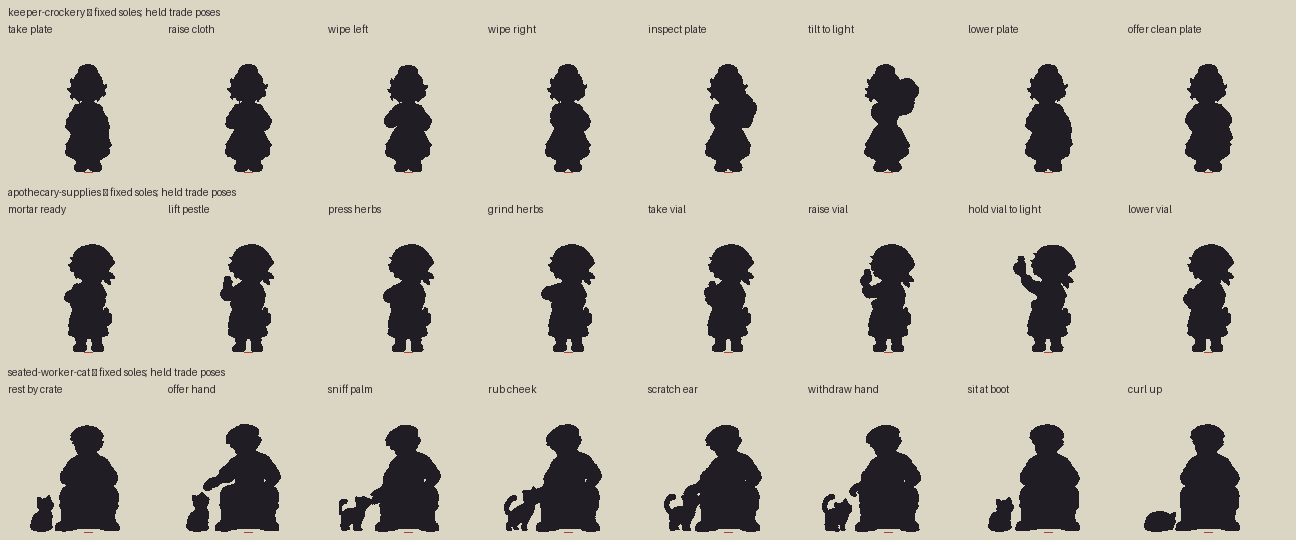 keeper-crockery ▯ fixed soles; held trade poses
take plate raise cloth wipe left wipe right inspect plate tilt to light lower plate offer clean plate
apothecary-supplies ▯ fixed soles; held trade poses
mortar ready lift pestle press herbs grind herbs take vial raise vial hold vial to light lower vial
seated-worker-cat ▯ fixed soles; held trade poses
rest by crate offer hand sniff palm rub cheek scratch ear withdraw hand sit at boot curl up